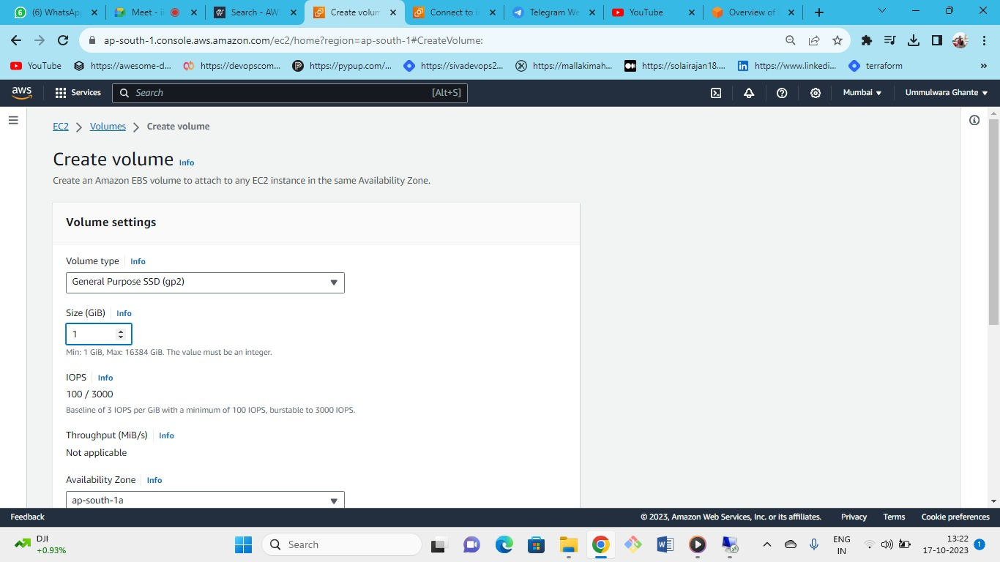 6 (6) WhatsAp
Meet - ii
Search - AW
Create volum
Connect to i
Telegram We
YouTube
Overview of
ap-south-1.console.aws.amazon.com/ec2/home?region=ap-south-1#CreateVolume:
YouTube
https://awesome-d...
https://devopscom...
https://pypup.com/...
https://sivadevops2...
https://mallakimah...
https://solairajan18....
https://www.linkedi...
terraform
»
aws
Services
Search [Alt+S]
Mumbai
Ummulwara Ghante
EC2 > Volumes > Create volume
Create volume Info
Create an Amazon EBS volume to attach to any EC2 instance in the same Availability Zone.
Volume settings
Volume type Info
General Purpose SSD (gp2)
Size (GiB) Info
1
Min: 1 GiB, Max: 16384 GiB. The value must be an integer.
IOPS Info
100 / 3000
Baseline of 3 IOPS per GiB with a minimum of 100 IOPS, burstable to 3000 IOPS.
Throughput (MiB/s) Info
Not applicable
Availability Zone Info
ap-south-1a
Feedback
© 2023, Amazon Web Services, Inc. or its affiliates.
Privacy
Terms
Cookie preferences
DJI
+0.93%
Search
ENG
IN
13:22
17-10-2023
1